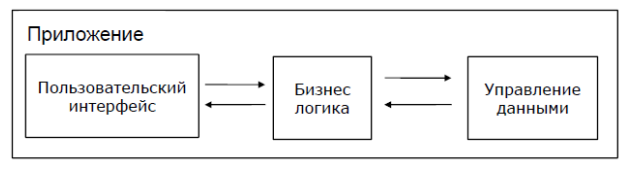 Приложение
Пользовательский
интерфейс
Бизнес
логика
Управление
данными